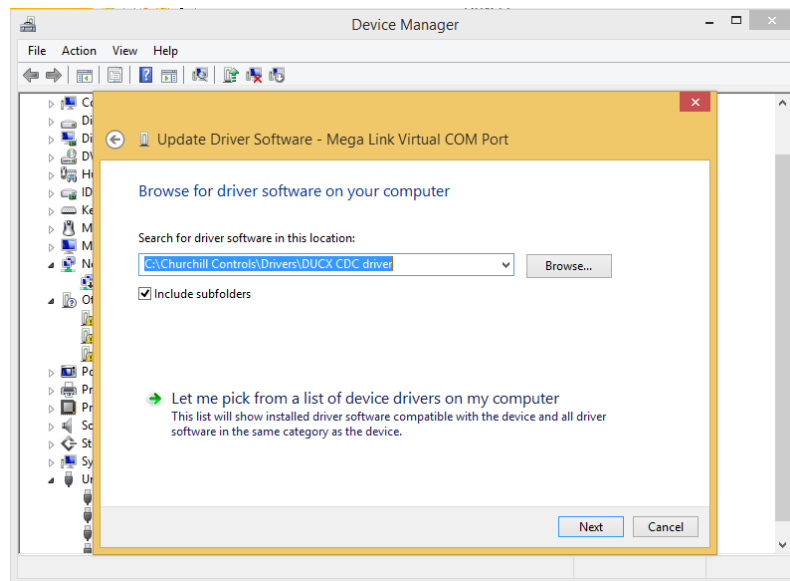 Device Manager
File Action View Help
Update Driver Software - Mega Link Virtual COM Port
Browse for driver software on your computer
Search for driver software in this location:
C:\Churchill Controls\Drivers\DUCX CDC driver
Browse...
Include subfolders
Let me pick from a list of device drivers on my computer
This list will show installed driver software compatible with the device and all driver
software in the same category as the device.
Next Cancel